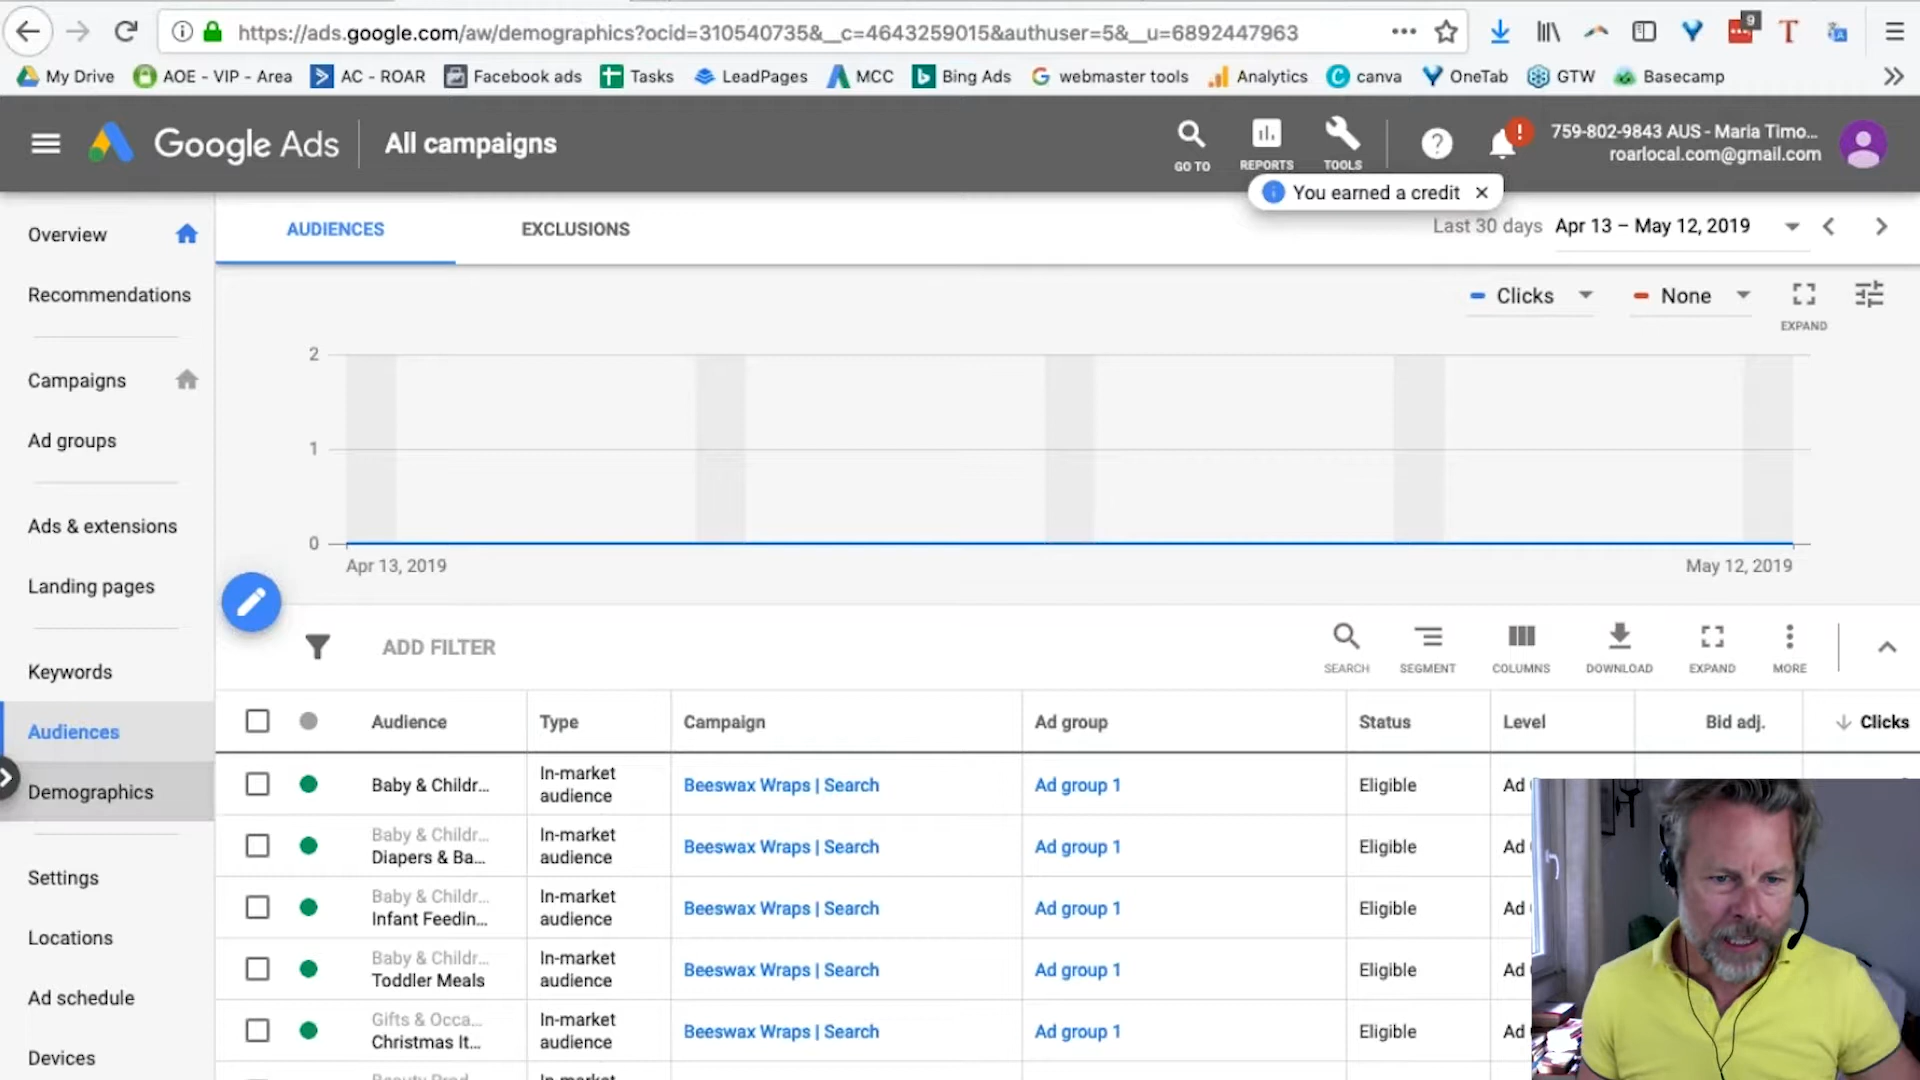 https://ads.google.com/aw/demographics?ocid=310540735&__c=4643259015&authuser=5&__u=6892447963
9
My Drive
AOE - VIP - Area
AC - ROAR
Facebook ads
Tasks
LeadPages
MCC
Bing Ads
webmaster tools
Analytics
canva
OneTab
GTW
Basecamp
Google Ads
All campaigns
GO TO
REPORTS
TOOLS
759-802-9843 AUS - Maria Timo...
roarlocal.com@gmail.com
You earned a credit
Overview
Recommendations
Campaigns
Ad groups
Ads & extensions
Landing pages
Keywords
Audiences
Demographics
Settings
Locations
Ad schedule
Devices
AUDIENCES
EXCLUSIONS
Last 30 days
Apr 13 – May 12, 2019
Clicks
None
EXPAND
2
1
0
Apr 13, 2019
May 12, 2019
ADD FILTER
SEARCH
SEGMENT
COLUMNS
DOWNLOAD
EXPAND
MORE
Audience Type Campaign Ad group Status Level Bid adj. Clicks
Baby & Childr...
In-market
audience
Beeswax Wraps | Search
Ad group 1
Eligible
Ad
Baby & Childr...
Diapers & Ba...
In-market
audience
Beeswax Wraps | Search
Ad group 1
Eligible
Ad
Baby & Childr...
Infant Feedin...
In-market
audience
Beeswax Wraps | Search
Ad group 1
Eligible
Ad
Baby & Childr...
Toddler Meals
In-market
audience
Beeswax Wraps | Search
Ad group 1
Eligible
Ad
Gifts & Occa...
Christmas It...
In-market
audience
Beeswax Wraps | Search
Ad group 1
Eligible
Ad